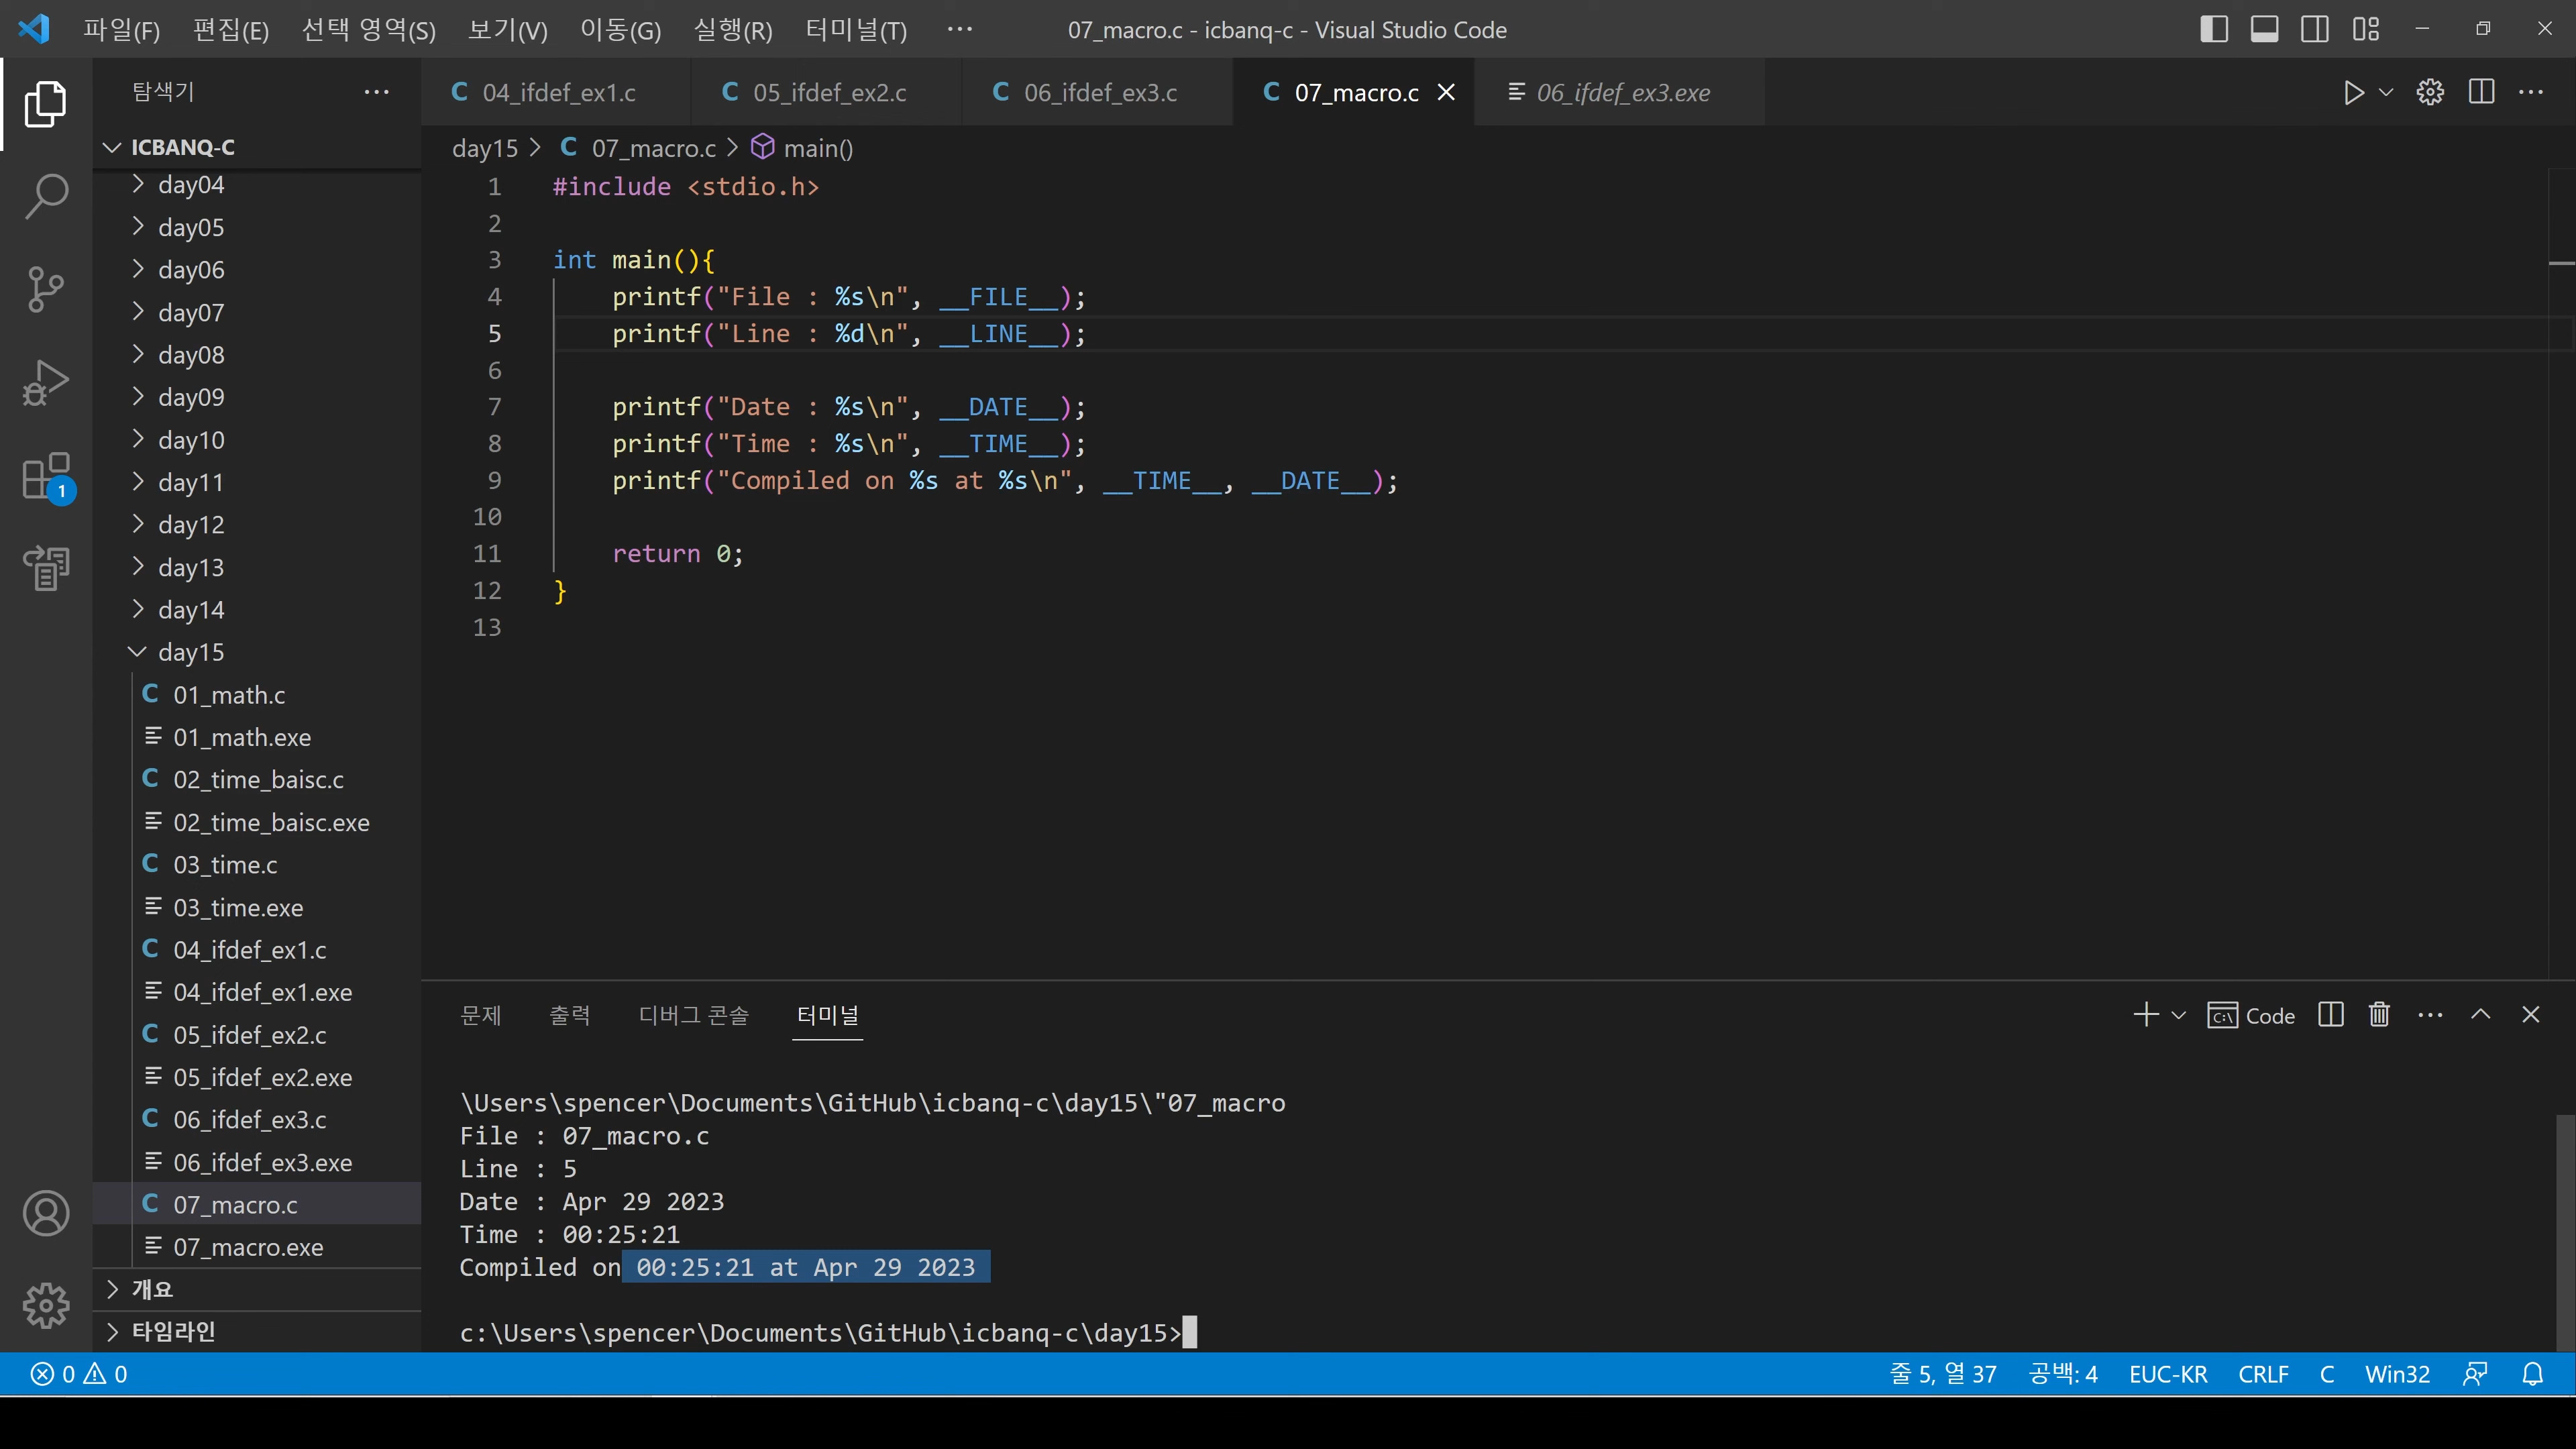 파일(F) 편집(E) 선택 영역(S) 보기(V) 이동(G) 실행(R) 터미널(T) ··· 07_macro.c - icbanq-c - Visual Studio Code
탐색기 ···
ICBANQ-C
day04
day05
day06
day07
day08
day09
day10
day11
day12
day13
day14
day15
C 01_math.c
01_math.exe
C 02_time_baisc.c
02_time_baisc.exe
C 03_time.c
03_time.exe
C 04_ifdef_ex1.c
04_ifdef_ex1.exe
C 05_ifdef_ex2.c
05_ifdef_ex2.exe
C 06_ifdef_ex3.c
06_ifdef_ex3.exe
C 07_macro.c
07_macro.exe
개요
타임라인
1
C 04_ifdef_ex1.c C 05_ifdef_ex2.c C 06_ifdef_ex3.c C 07_macro.c 06_ifdef_ex3.exe
day15 > C 07_macro.c > main()
1 #include <stdio.h>
2
3 int main(){
4 printf("File : %s\n", __FILE__);
5 printf("Line : %d\n", __LINE__);
6
7 printf("Date : %s\n", __DATE__);
8 printf("Time : %s\n", __TIME__);
9 printf("Compiled on %s at %s\n", __TIME__, __DATE__);
10
11 return 0;
12 }
13
문제 출력 디버그 콘솔 터미널 Code
\Users\spencer\Documents\GitHub\icbanq-c\day15\"07_macro
File : 07_macro.c
Line : 5
Date : Apr 29 2023
Time : 00:25:21
Compiled on 00:25:21 at Apr 29 2023
c:\Users\spencer\Documents\GitHub\icbanq-c\day15>
0 0 줄 5, 열 37 공백: 4 EUC-KR CRLF C Win32